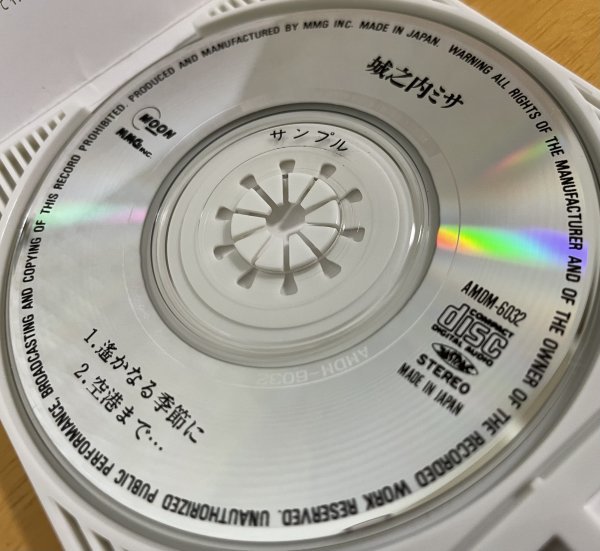 城之内ミサ
MOON
MMG INC.
サンプル
AMDM-6032
COMPACT
disc
DIGITAL AUDIO
STEREO
MADE IN JAPAN
AMDM-6032
1. 遙かなる季節に
2. 空港まで…
PRODUCED AND MANUFACTURED BY MMG INC. MADE IN JAPAN. WARNING ALL RIGHTS OF THE MANUFACTURER AND OF THE OWNER OF THE RECORDED WORK RESERVED. UNAUTHORIZED PUBLIC PERFORMANCE, BROADCASTING AND COPYING OF THIS RECORD PROHIBITED.